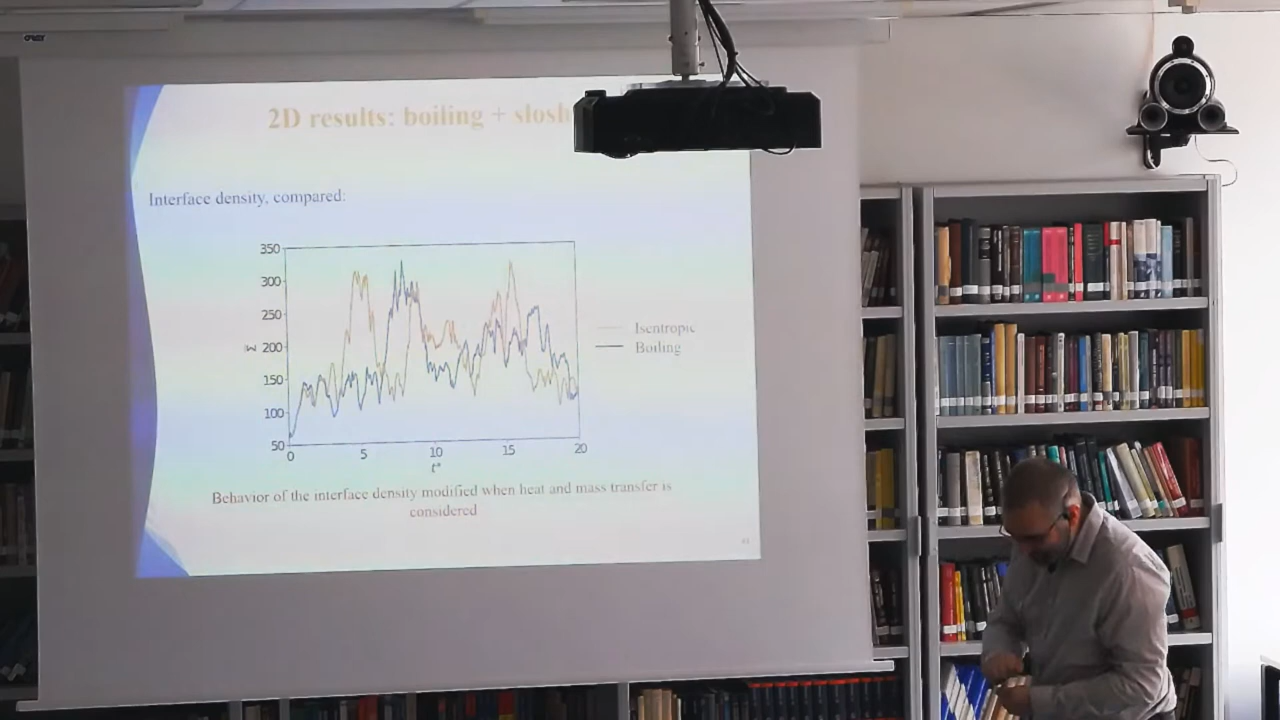 2D results: boiling +
Interface density, compared:
350
300
250
200
150
100
50
Σ
0
5
10
15
20
t*
Isentropic
Boiling
Behavior of the interface density modified when heat and mass transfer is
considered